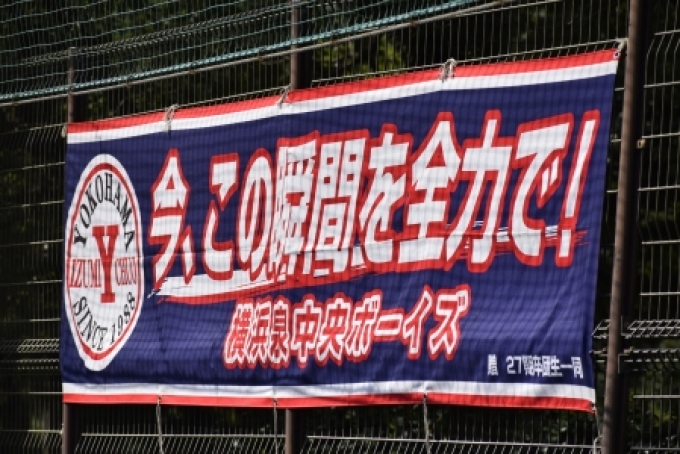 YOKOHAMA
IZUMI Y CHUO
SINCE 1988
今、この瞬間を全力で!
横浜泉中央ボーイズ
贈 27期卒団生一同